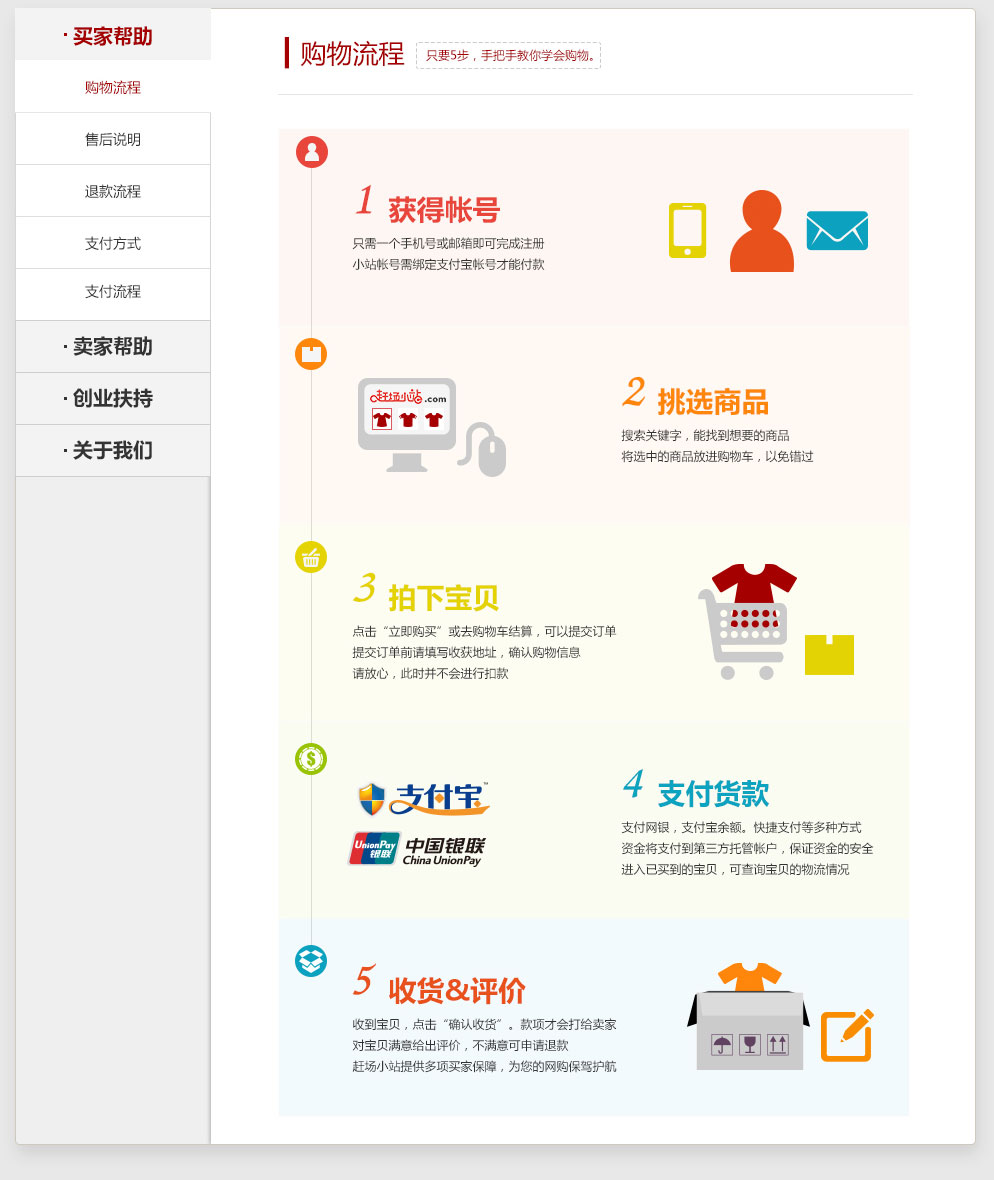 · 买家帮助
购物流程
售后说明
退款流程
支付方式
支付流程
· 卖家帮助
· 创业扶持
· 关于我们
购物流程 只要5步，手把手教你学会购物。
1 获得帐号
只需一个手机号或邮箱即可完成注册
小站帐号需绑定支付宝帐号才能付款
赶场小站.com
2 挑选商品
搜索关键字，能找到想要的商品
将选中的商品放进购物车，以免错过
3 拍下宝贝
点击“立即购买”或去购物车结算，可以提交订单
提交订单前请填写收获地址，确认购物信息
请放心，此时并不会进行扣款
支付宝™
UnionPay
银联
中国银联
China UnionPay
4 支付货款
支付网银，支付宝余额。快捷支付等多种方式
资金将支付到第三方托管帐户，保证资金的安全
进入已买到的宝贝，可查询宝贝的物流情况
5 收货&评价
收到宝贝，点击“确认收货”。款项才会打给卖家
对宝贝满意给出评价，不满意可申请退款
赶场小站提供多项买家保障，为您的网购保驾护航